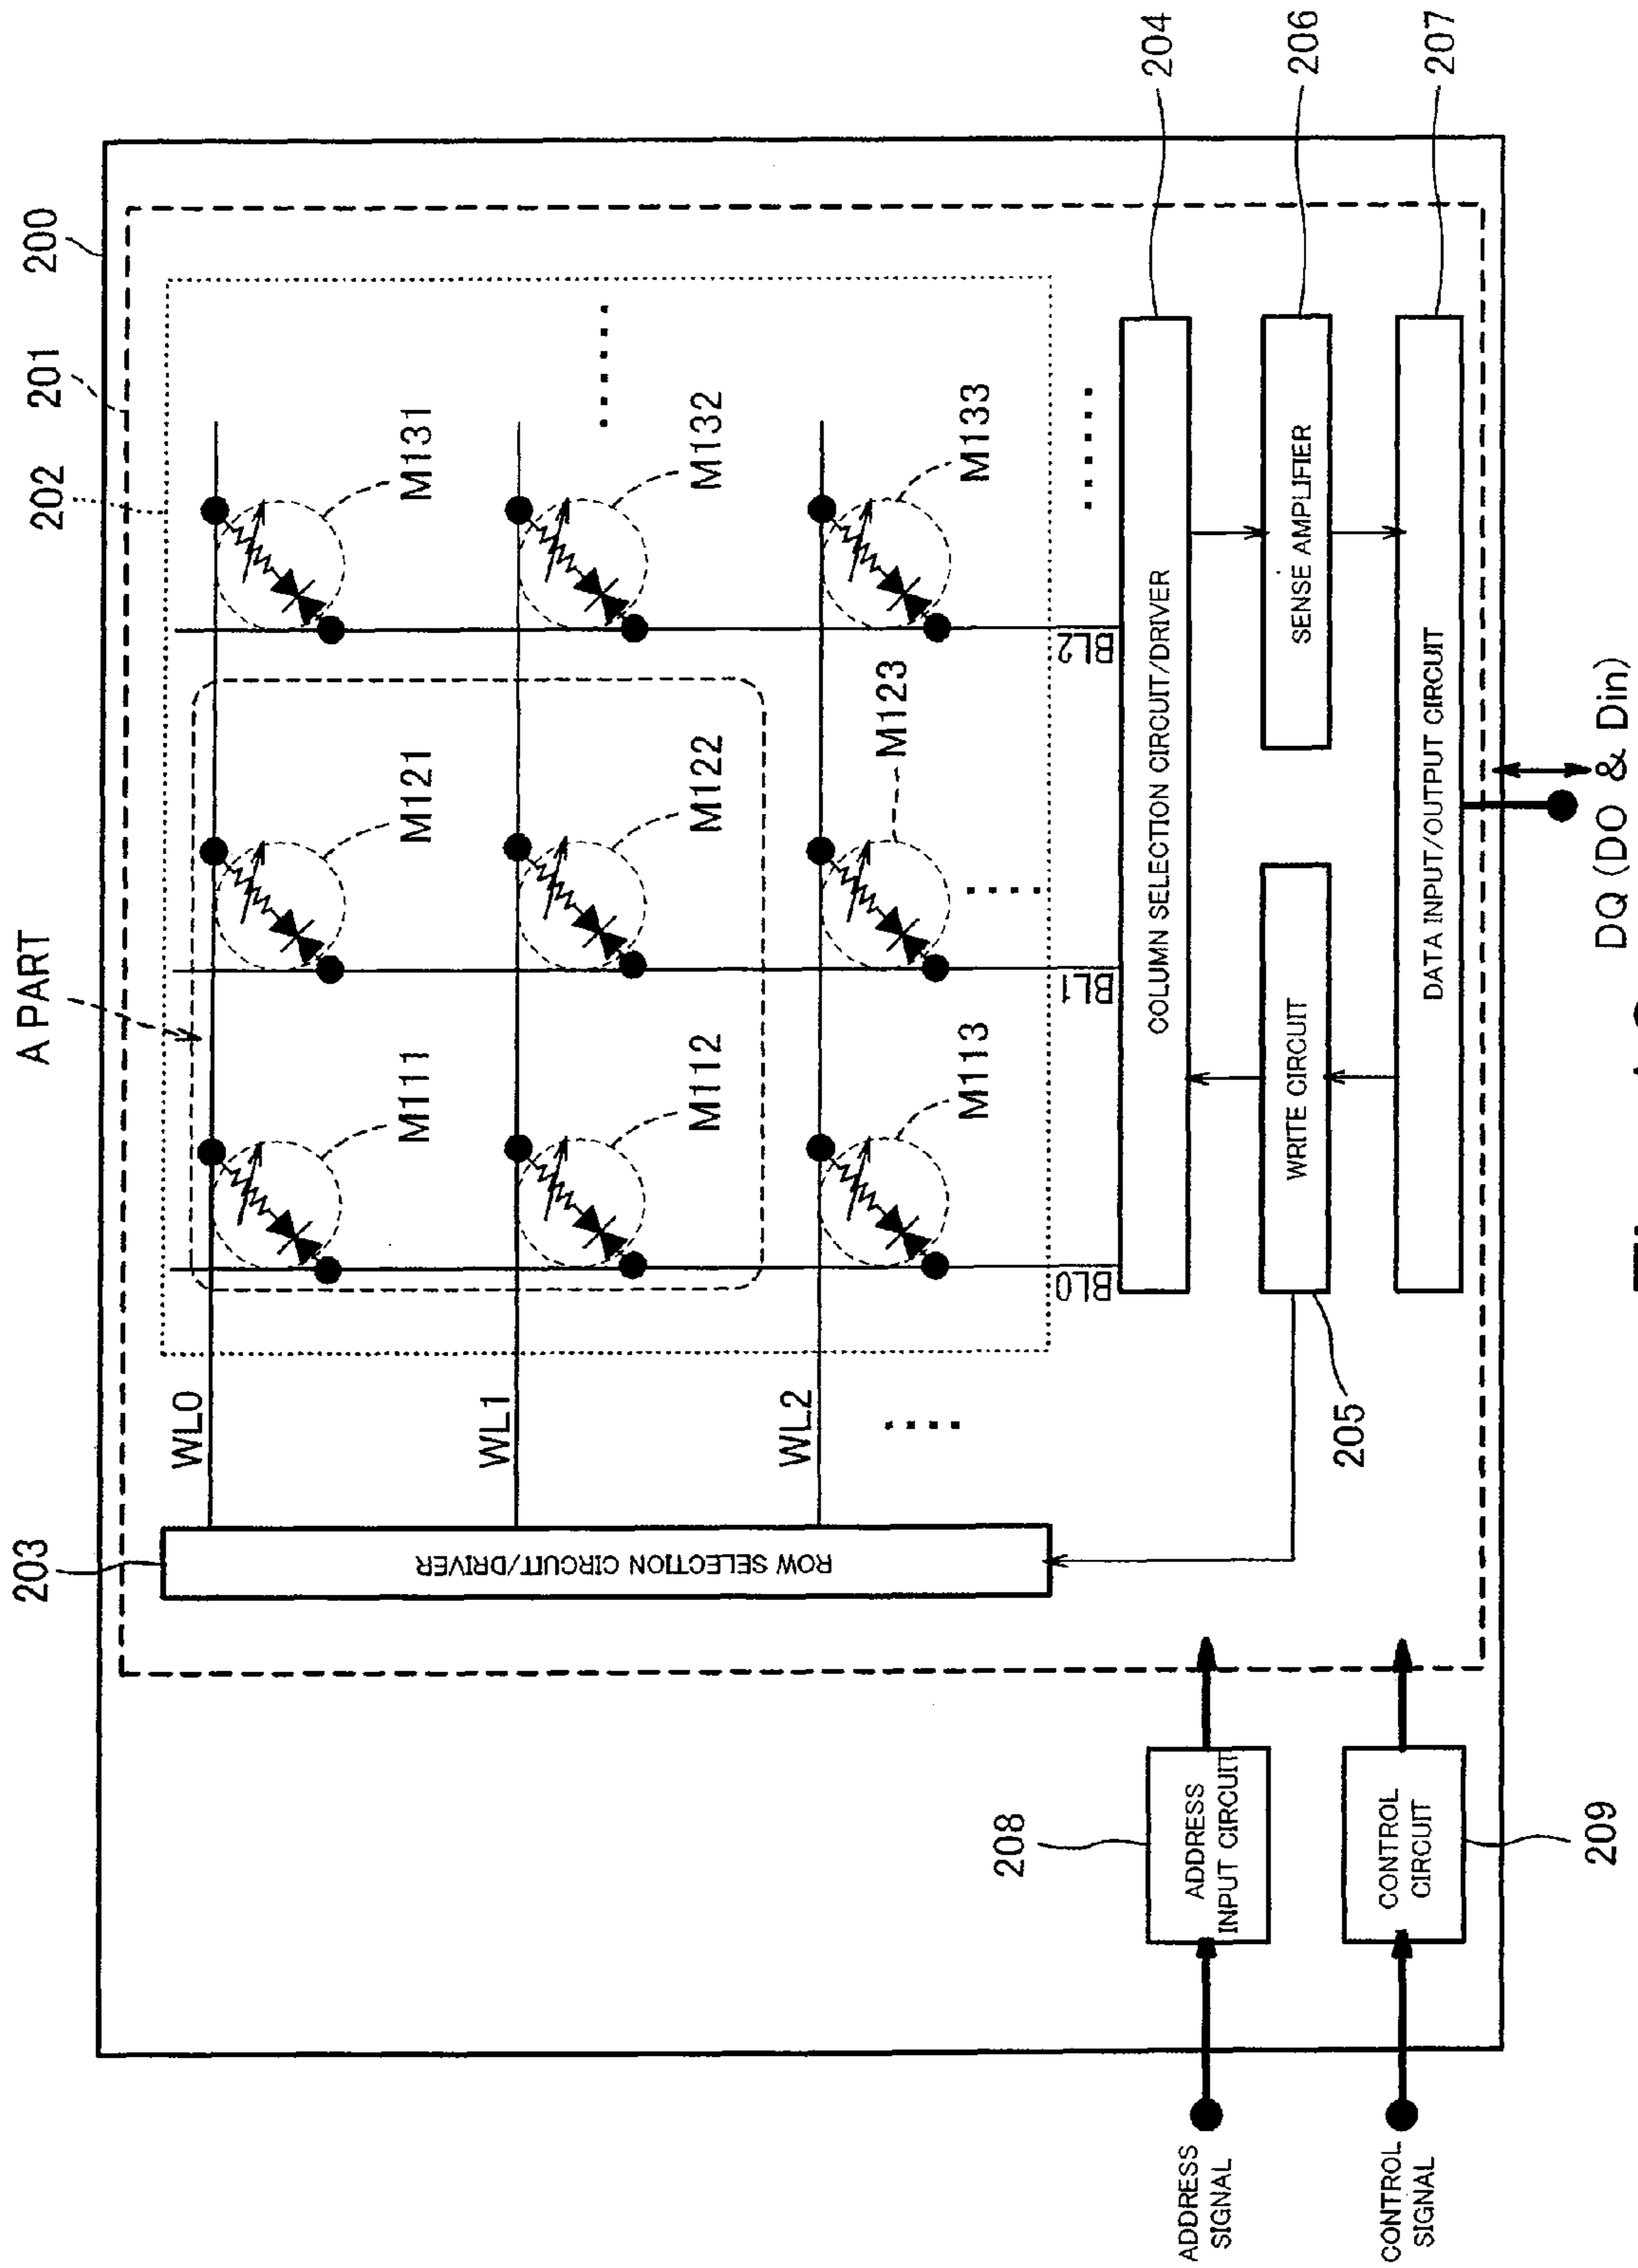 203
A PART
202
201
200
WL0
M111
M121
M131
WL1
M112
M122
M132
WL2
M113
M123
M133
ROW SELECTION CIRCUIT/DRIVER
BL0
BL1
BL2
208
ADDRESS
INPUT CIRCUIT
ADDRESS
SIGNAL
COLUMN SELECTION CIRCUIT/DRIVER
204
205
WRITE CIRCUIT
SENSE AMPLIFIER
206
CONTROL
SIGNAL
CONTROL
CIRCUIT
209
DATA INPUT/OUTPUT CIRCUIT
207
DQ (DO & Din)